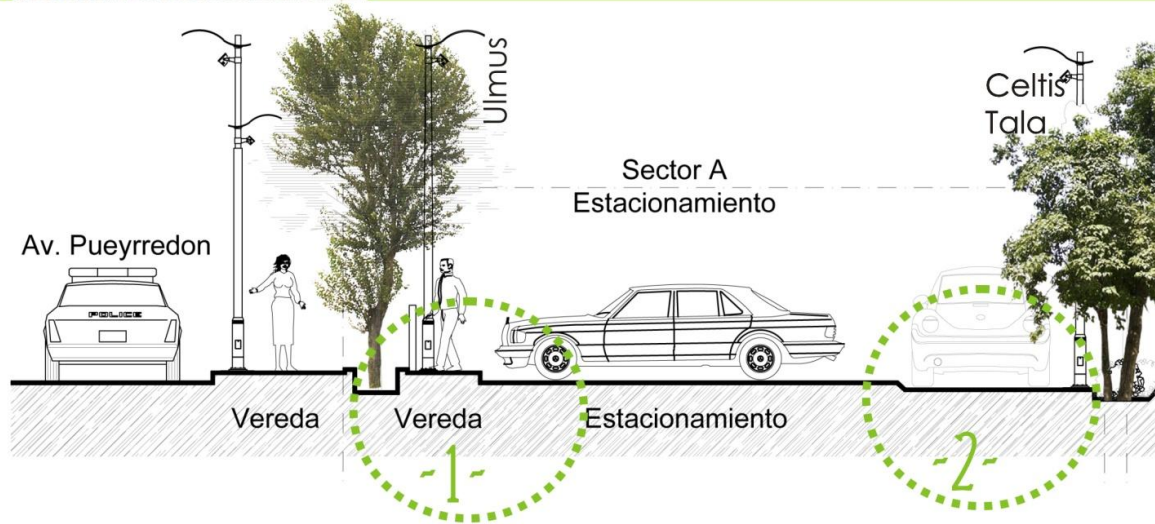 Ulmus
Celtis
Tala
Sector A
Estacionamiento
Av. Pueyrredon
POLICE
Vereda
Vereda
Estacionamiento
-1-
-2-